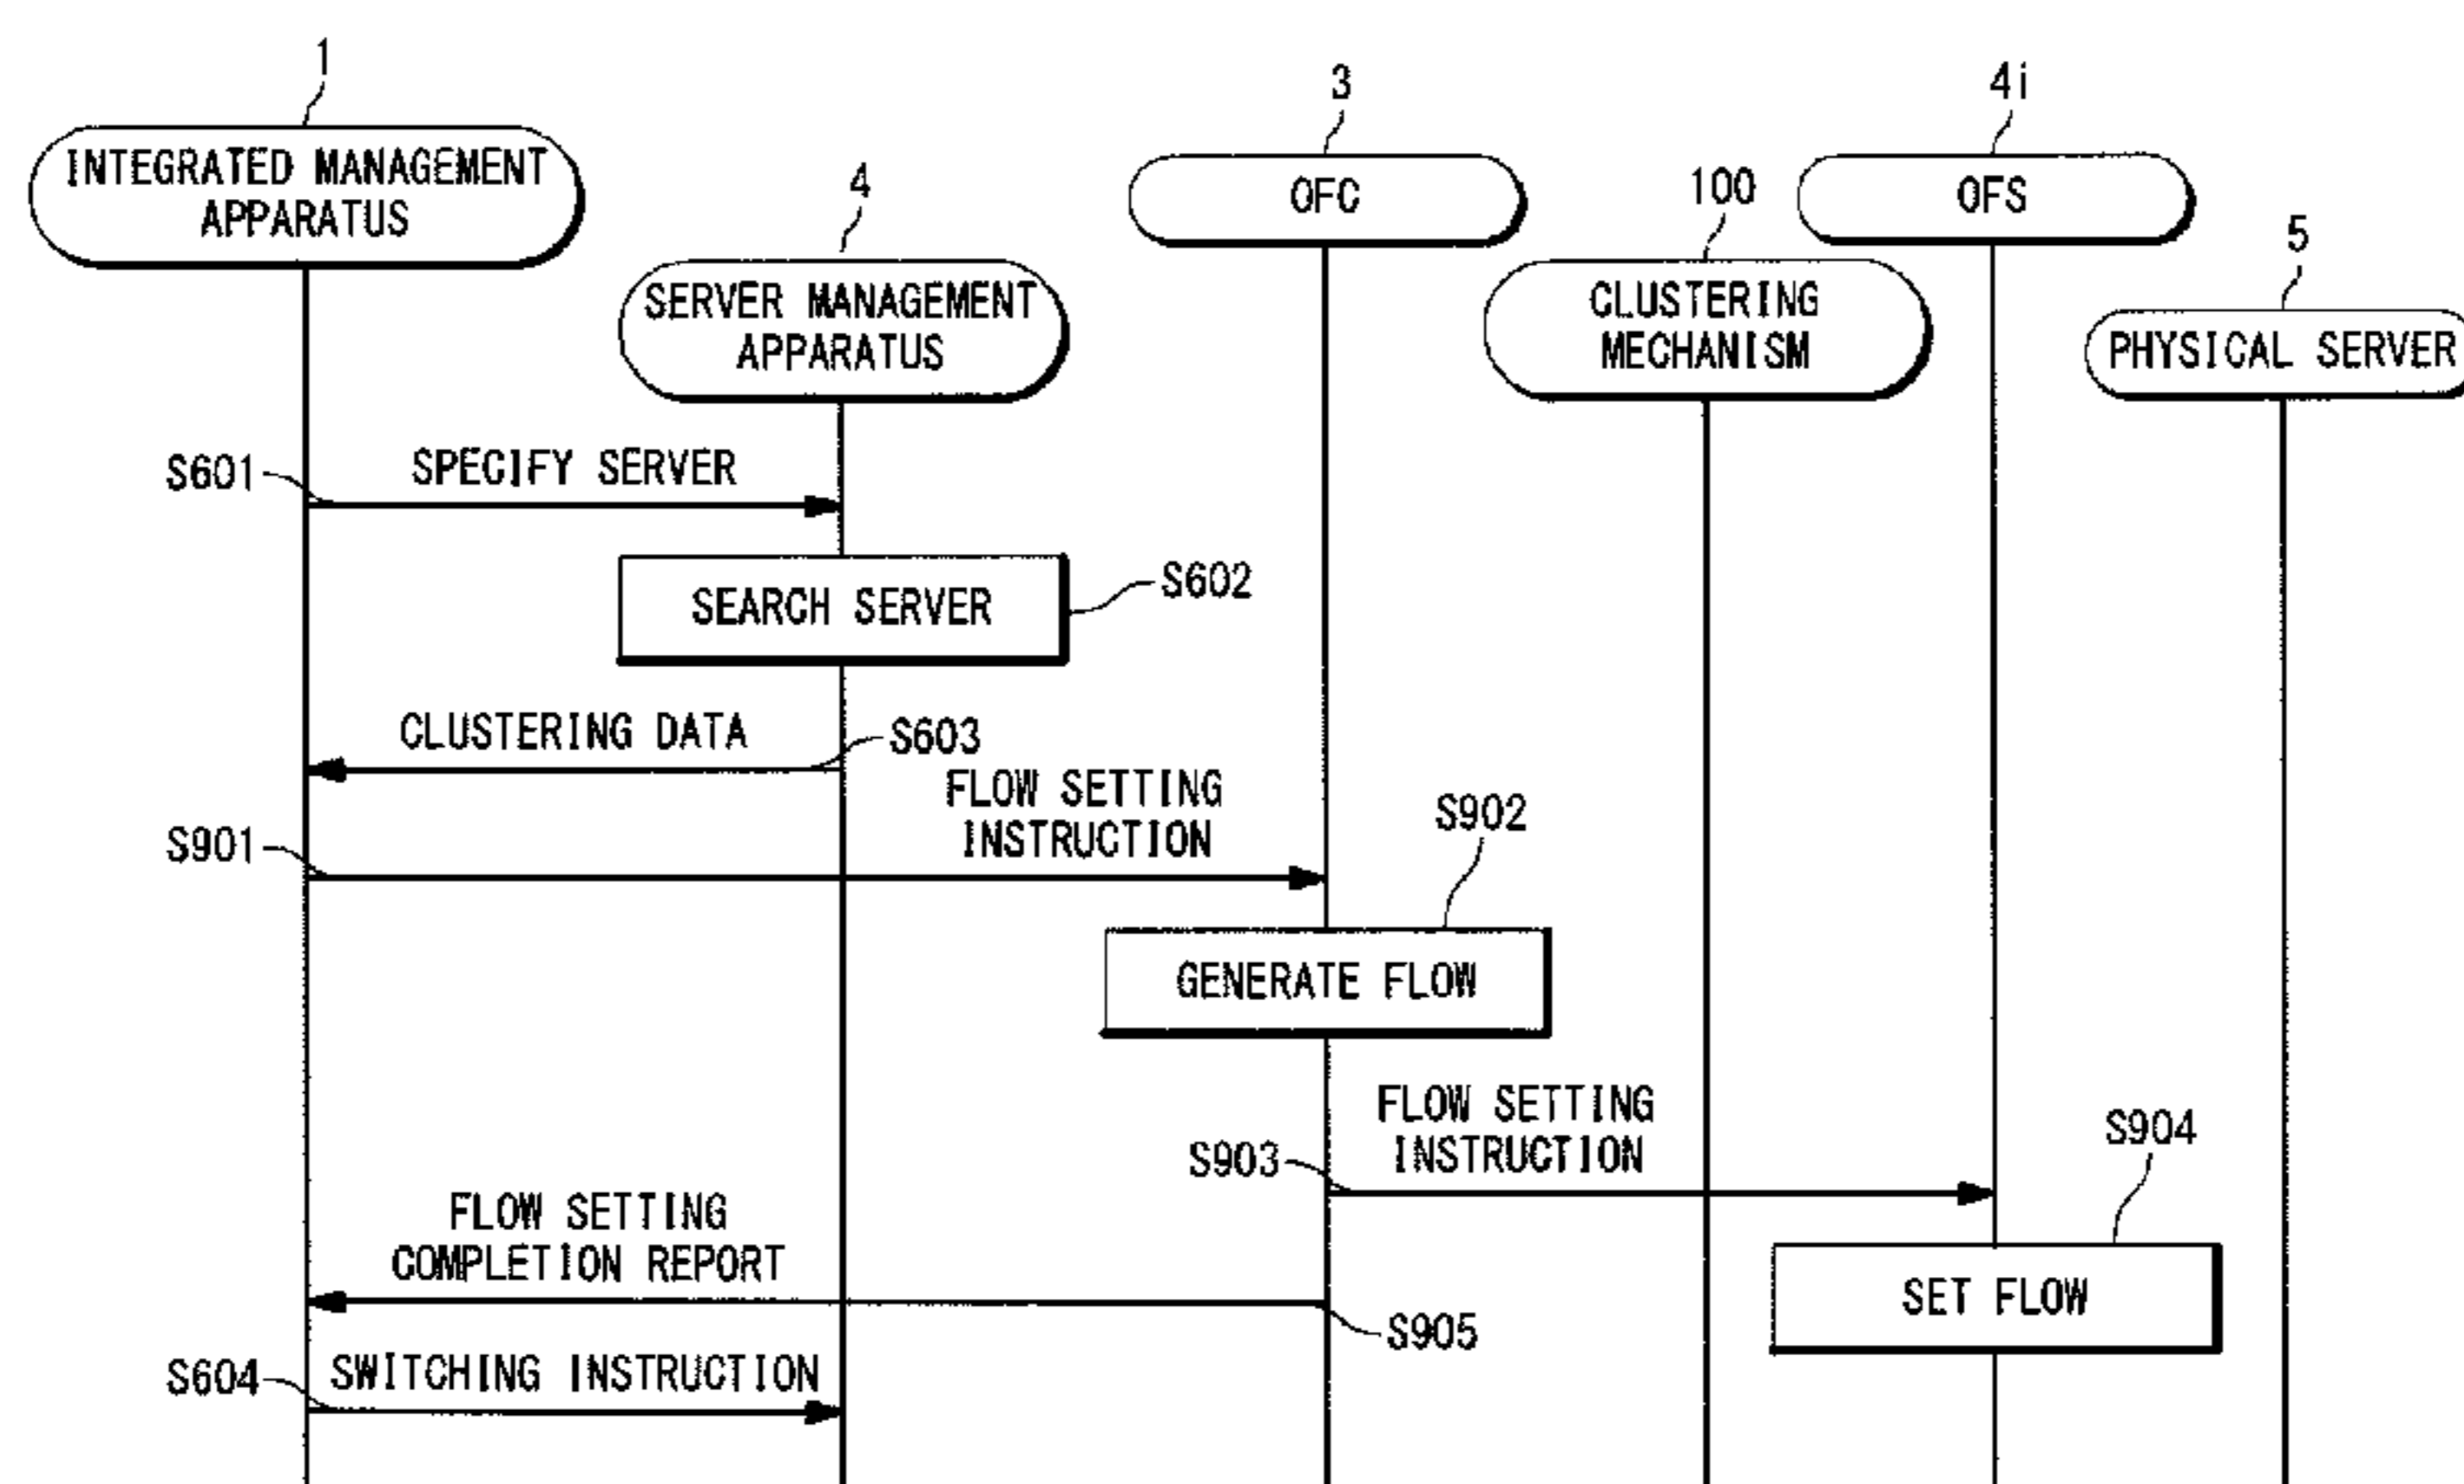 1
3
4i
INTEGRATED MANAGEMENT
APPARATUS
4
OFC
100
OFS
5
SERVER MANAGEMENT
APPARATUS
CLUSTERING
MECHANISM
PHYSICAL SERVER
S601
SPECIFY SERVER
SEARCH SERVER
S602
CLUSTERING DATA
S603
FLOW SETTING
INSTRUCTION
S901
S902
GENERATE FLOW
FLOW SETTING
INSTRUCTION
S903
S904
FLOW SETTING
COMPLETION REPORT
SET FLOW
S905
S604
SWITCHING INSTRUCTION